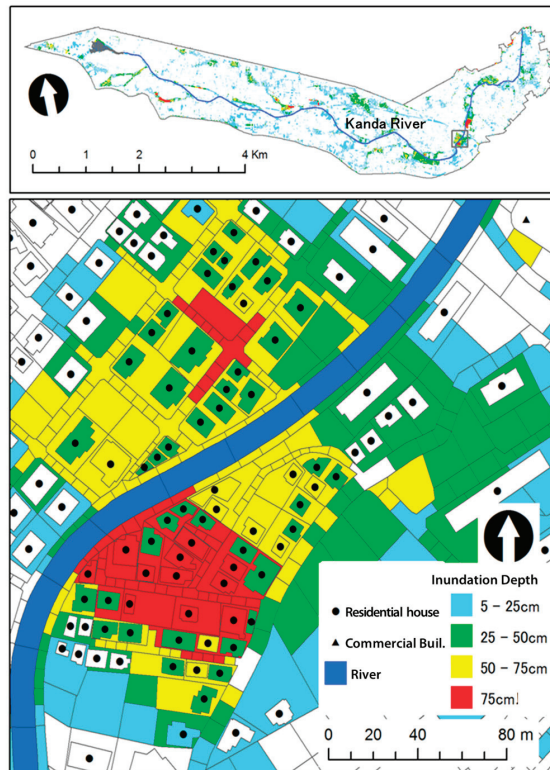 Kanda River
0 1 2 4 Km
Inundation Depth
Residential house
Commercial Buil.
River
5 - 25cm
25 - 50cm
50 - 75cm
75cm
0 20 40 80 m